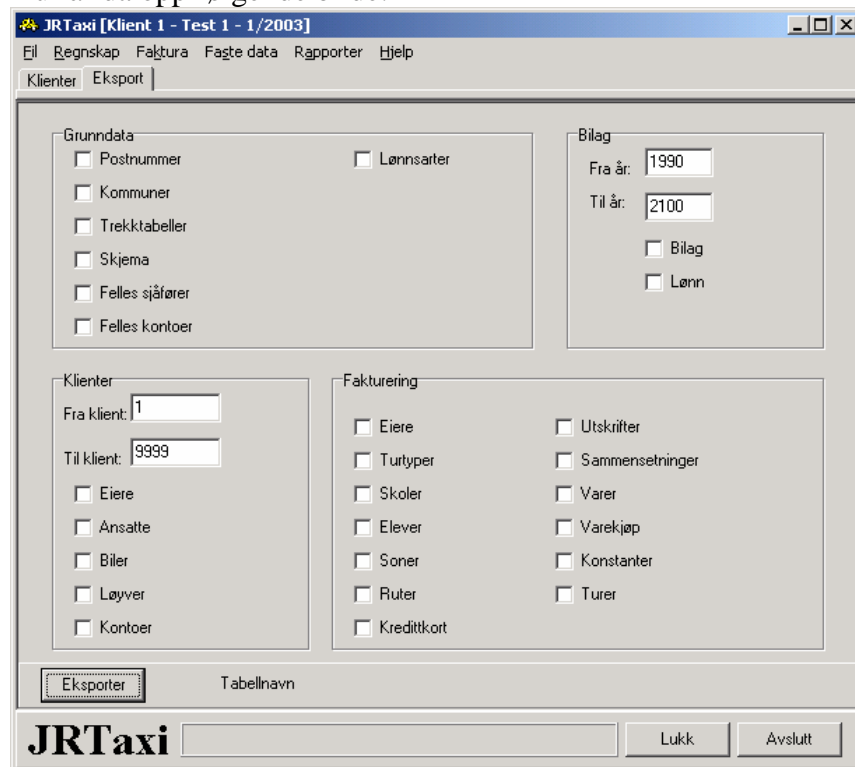 JRTaxi [Klient 1 - Test 1 - 1/2003]
Fil Regnskap Faktura Faste data Rapporter Hjelp
Klienter Eksport
Grunndata
Postnummer
Kommuner
Trekktabeller
Skjema
Felles sjåfører
Felles kontoer
Lønnsarter
Bilag
Fra år: 1990
Til år: 2100
Bilag
Lønn
Klienter
Fra klient: 1
Til klient: 9999
Eiere
Ansatte
Biler
Løyver
Kontoer
Fakturering
Eiere
Turtyper
Skoler
Elever
Soner
Ruter
Kredittkort
Utskrifter
Sammensetninger
Varer
Varekjøp
Konstanter
Turer
Eksporter Tabellnavn
JRTaxi Lukk Avslutt